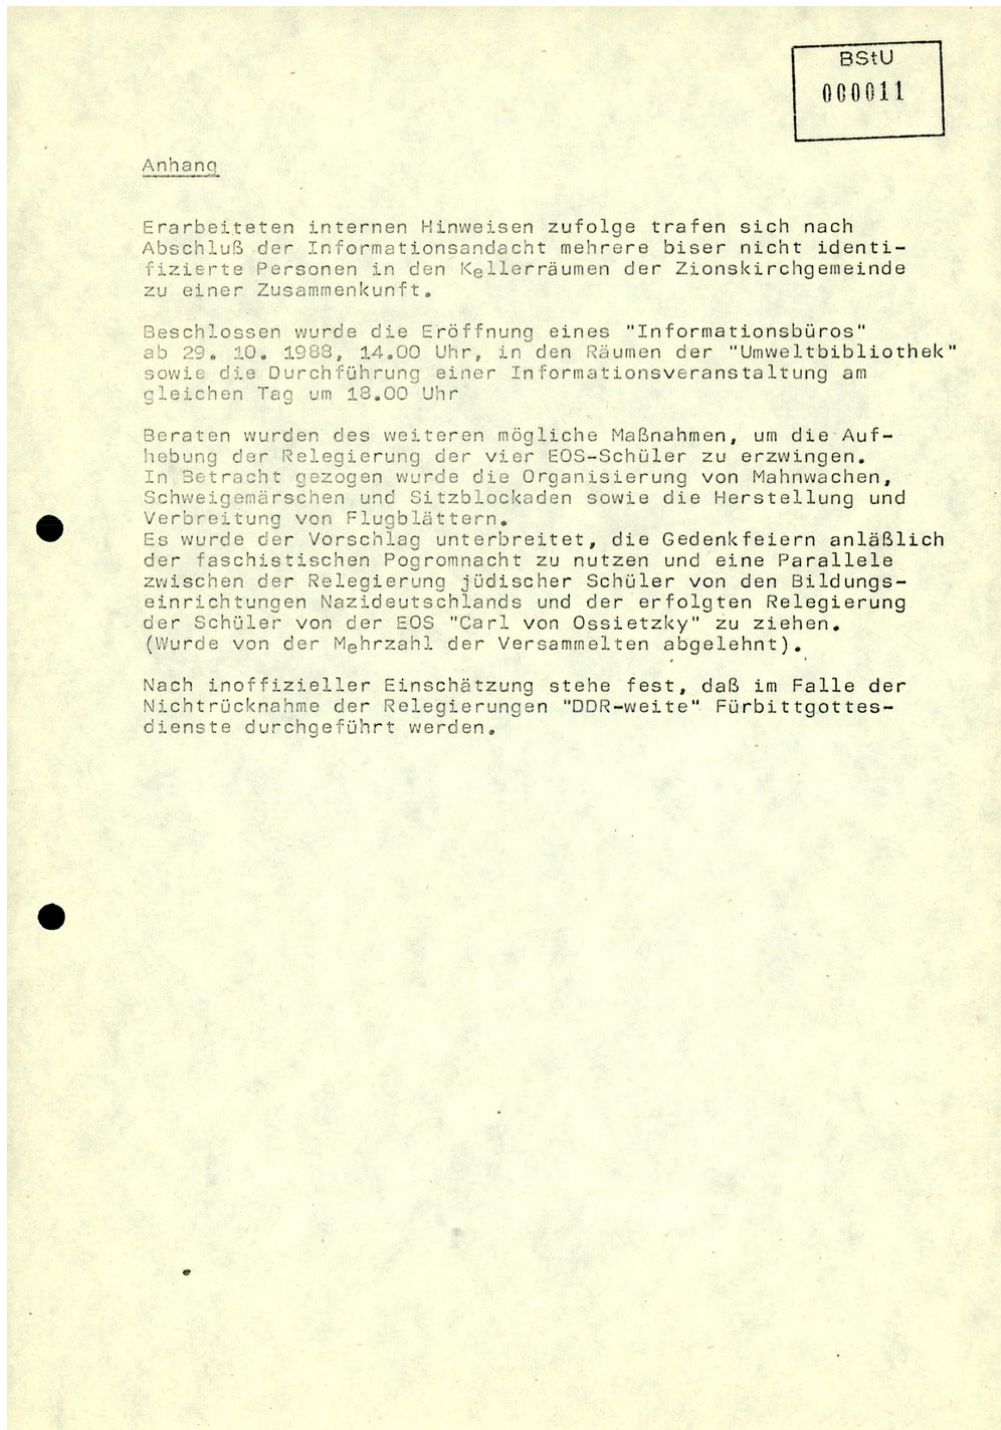 BStU
000011
Anhang
Erarbeiteten internen Hinweisen zufolge trafen sich nach
Abschluß der Informationsandacht mehrere biser nicht identi-
fizierte Personen in den Kellerräumen der Zionskirchgemeinde
zu einer Zusammenkunft.
Beschlossen wurde die Eröffnung eines "Informationsbüros"
ab 29. 10. 1988, 14.00 Uhr, in den Räumen der "Umweltbibliothek"
sowie die Durchführung einer Informationsveranstaltung am
gleichen Tag um 18.00 Uhr
Beraten wurden des weiteren mögliche Maßnahmen, um die Auf-
hebung der Relegierung der vier EOS-Schüler zu erzwingen.
In Betracht gezogen wurde die Organisierung von Mahnwachen,
Schweigemärschen und Sitzblockaden sowie die Herstellung und
Verbreitung von Flugblättern.
Es wurde der Vorschlag unterbreitet, die Gedenkfeiern anläßlich
der faschistischen Pogromnacht zu nutzen und eine Parallele
zwischen der Relegierung jüdischer Schüler von den Bildungs-
einrichtungen Nazideutschlands und der erfolgten Relegierung
der Schüler von der EOS "Carl von Ossietzky" zu ziehen.
(Wurde von der Mehrzahl der Versammelten abgelehnt).
Nach inoffizieller Einschätzung stehe fest, daß im Falle der
Nichtrücknahme der Relegierungen "DDR-weite" Fürbittgottes-
dienste durchgeführt werden.